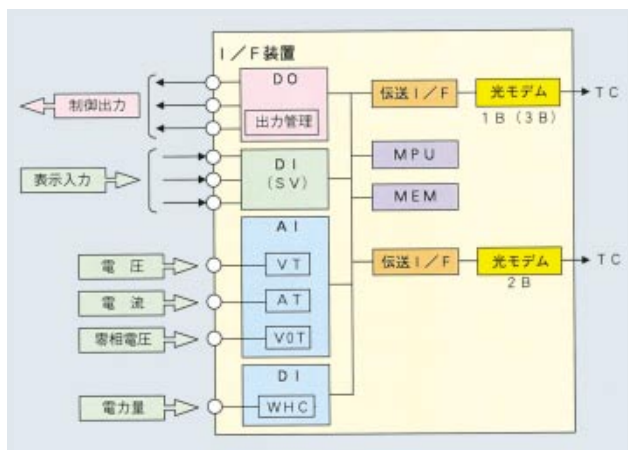 I／F装置
DO
出力管理
制御出力
伝送I／F
光モデム
TC
1B（3B）
表示入力
DI
(SV)
MPU
MEM
AI
電圧
VT
伝送I／F
光モデム
TC
2B
電流
AT
零相電圧
V0T
DI
電力量
WHC